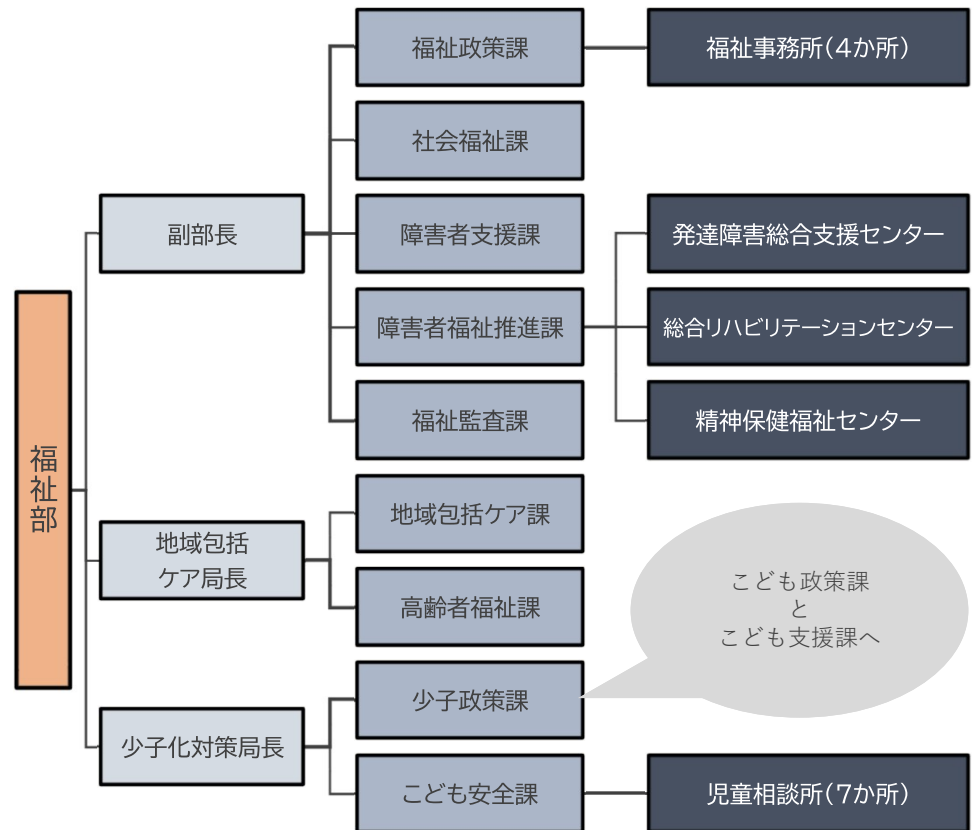 福祉部
副部長
福祉政策課
福祉事務所（４か所）
社会福祉課
障害者支援課
障害者福祉推進課
発達障害総合支援センター
総合リハビリテーションセンター
精神保健福祉センター
福祉監査課
地域包括
ケア局長
地域包括ケア課
高齢者福祉課
少子化対策局長
少子政策課
こども政策課
と
こども支援課へ
こども安全課
児童相談所（７か所）